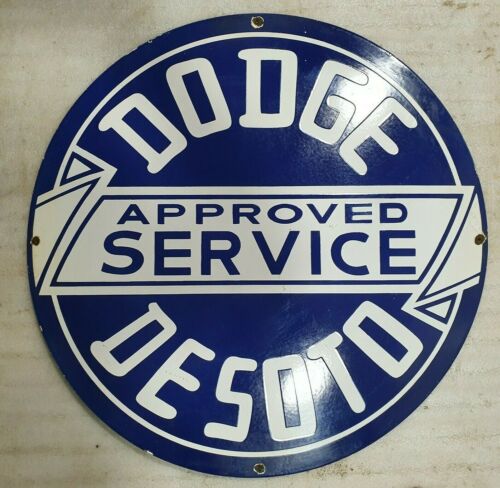 DODGE
APPROVED
SERVICE
DESOTO